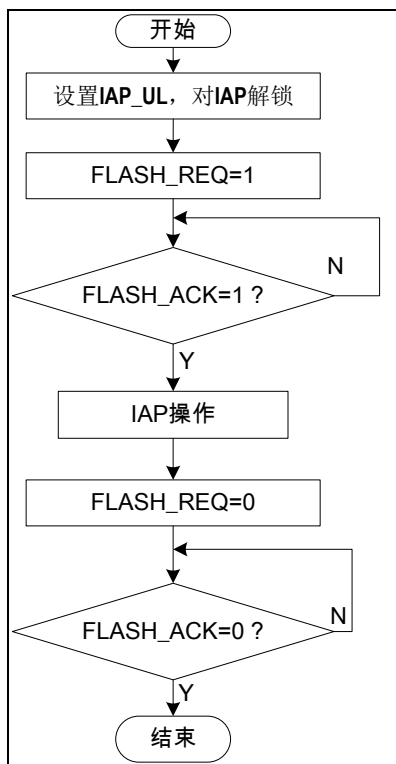 开始
设置IAP_UL，对IAP解锁
FLASH_REQ=1
N
FLASH_ACK=1 ?
Y
IAP操作
FLASH_REQ=0
N
FLASH_ACK=0 ?
Y
结束